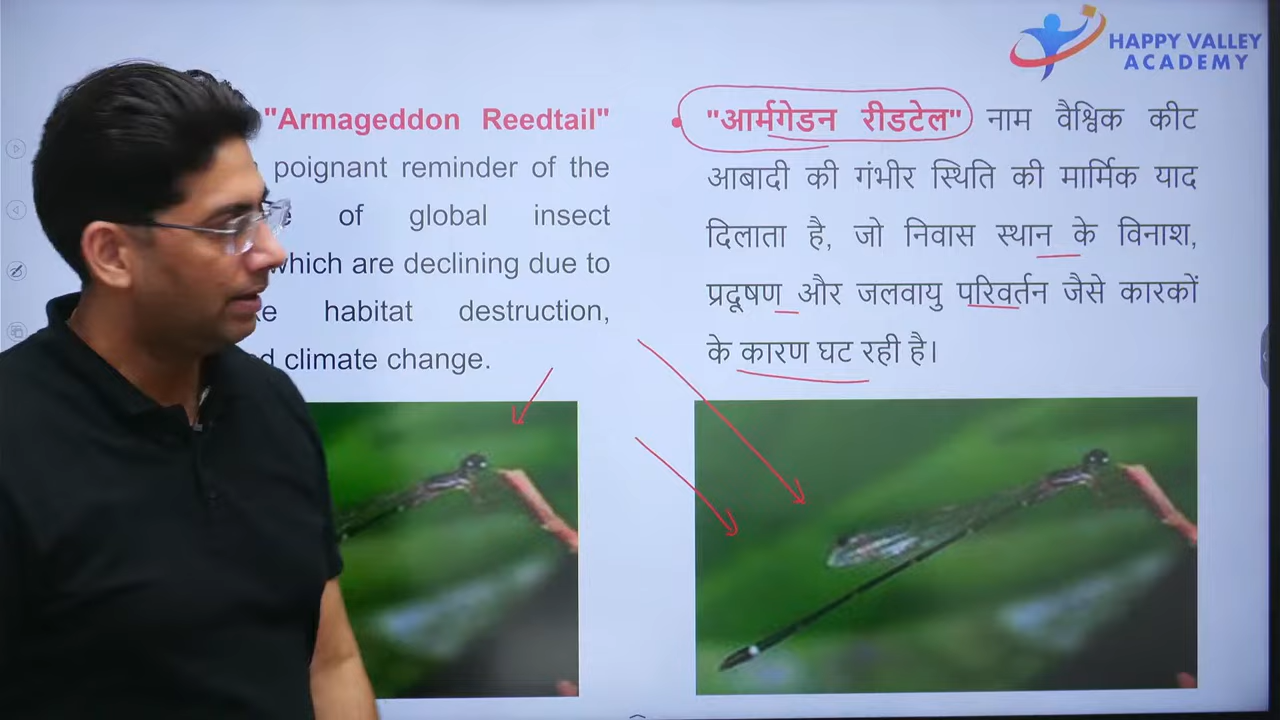 HAPPY VALLEY
ACADEMY
"Armageddon Reedtail"
poignant reminder of the
of global insect
which are declining due to
habitat destruction,
climate change.
"आर्मगेडन रीडटेल" नाम वैश्विक कीट
आबादी की गंभीर स्थिति की मार्मिक याद
दिलाता है, जो निवास स्थान के विनाश,
प्रदूषण और जलवायु परिवर्तन जैसे कारकों
के कारण घट रही है।